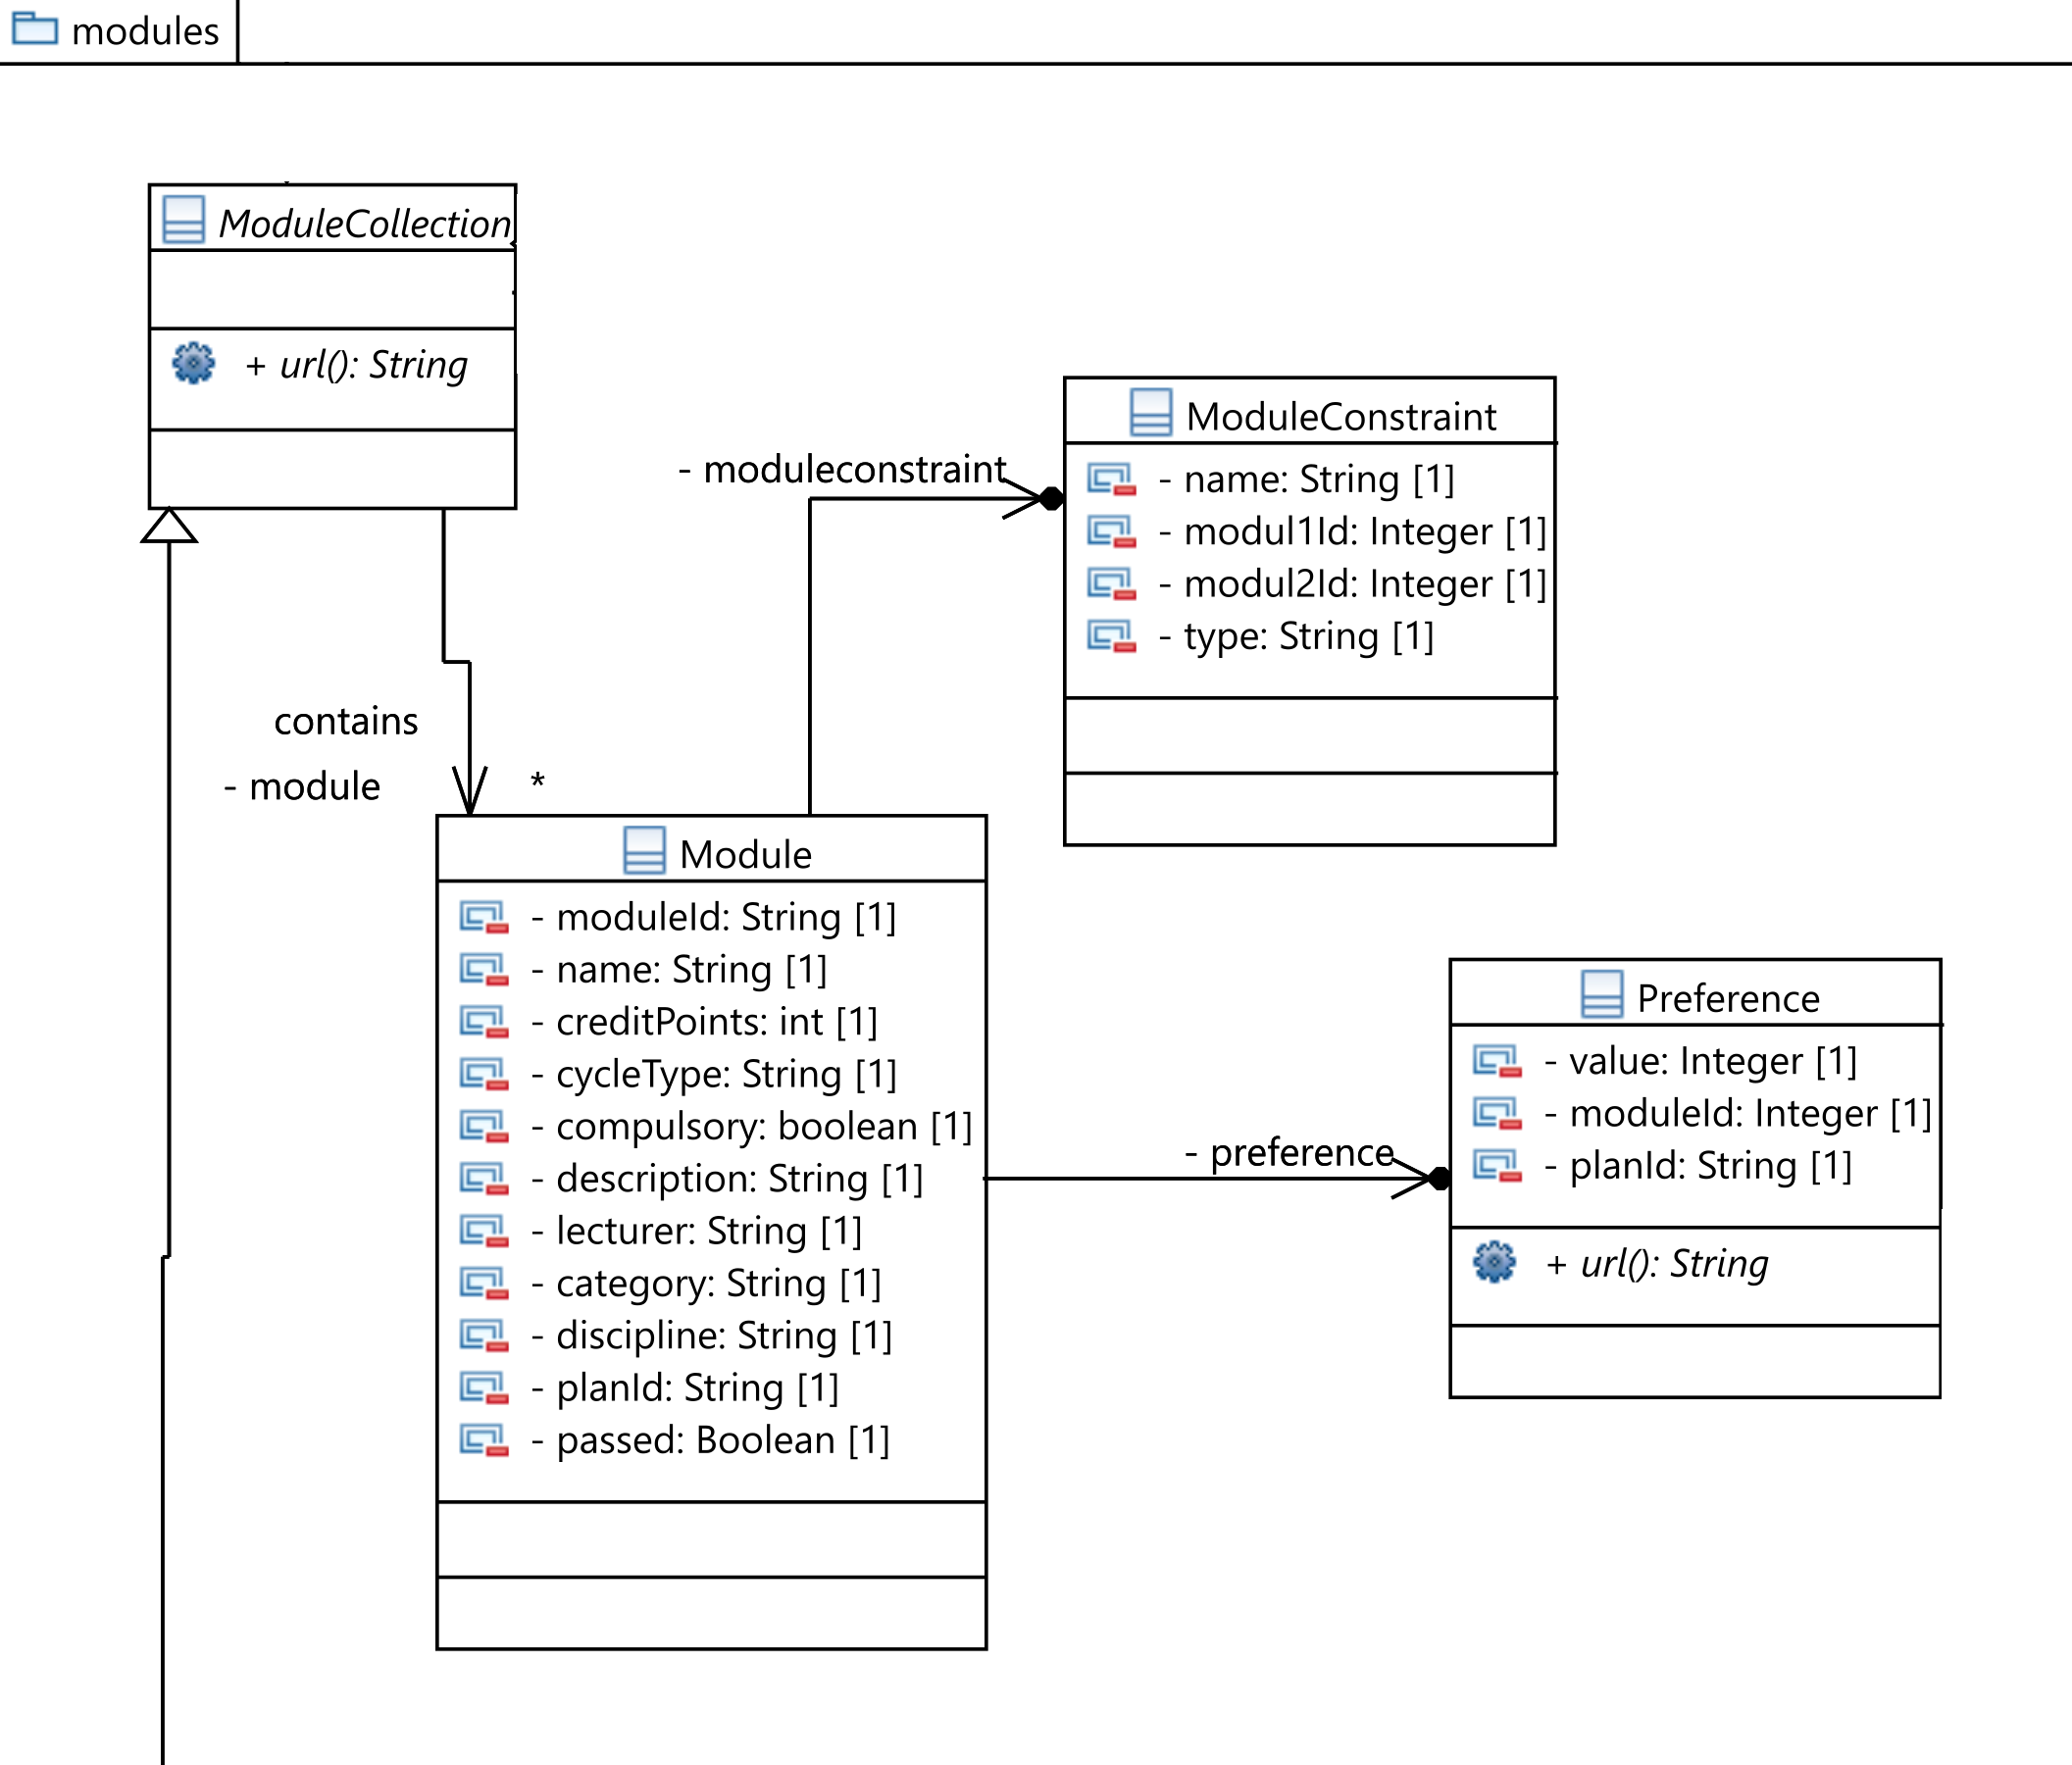 modules
ModuleCollection
+ url(): String
contains
- module
*
- moduleconstraint
ModuleConstraint
- name: String [1]
- modul1Id: Integer [1]
- modul2Id: Integer [1]
- type: String [1]
Module
- moduleId: String [1]
- name: String [1]
- creditPoints: int [1]
- cycleType: String [1]
- compulsory: boolean [1]
- description: String [1]
- lecturer: String [1]
- category: String [1]
- discipline: String [1]
- planId: String [1]
- passed: Boolean [1]
- preference
Preference
- value: Integer [1]
- moduleId: Integer [1]
- planId: String [1]
+ url(): String